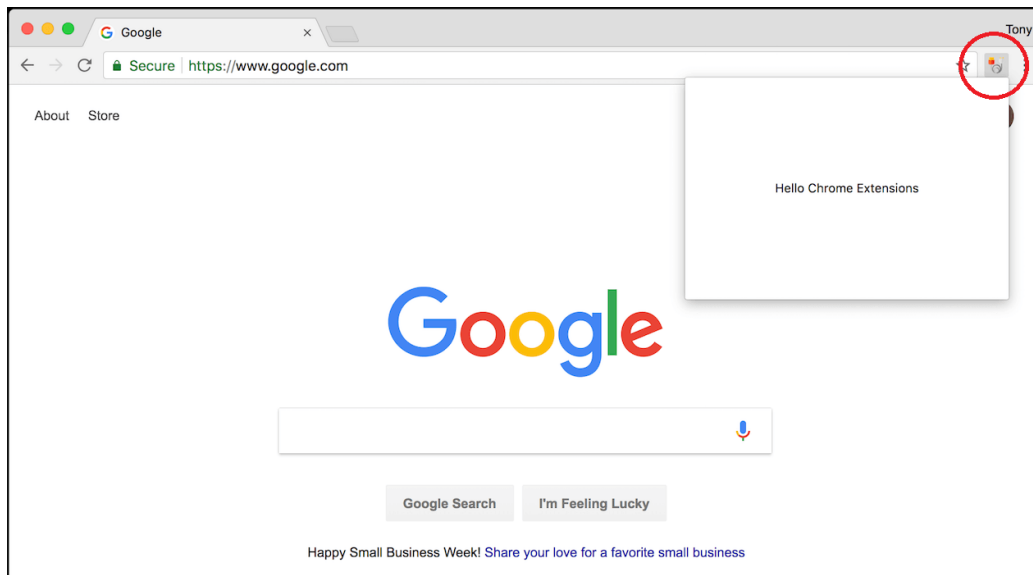 Google
Tony
Secure https://www.google.com
About Store
Hello Chrome Extensions
Google
Google Search I'm Feeling Lucky
Happy Small Business Week! Share your love for a favorite small business